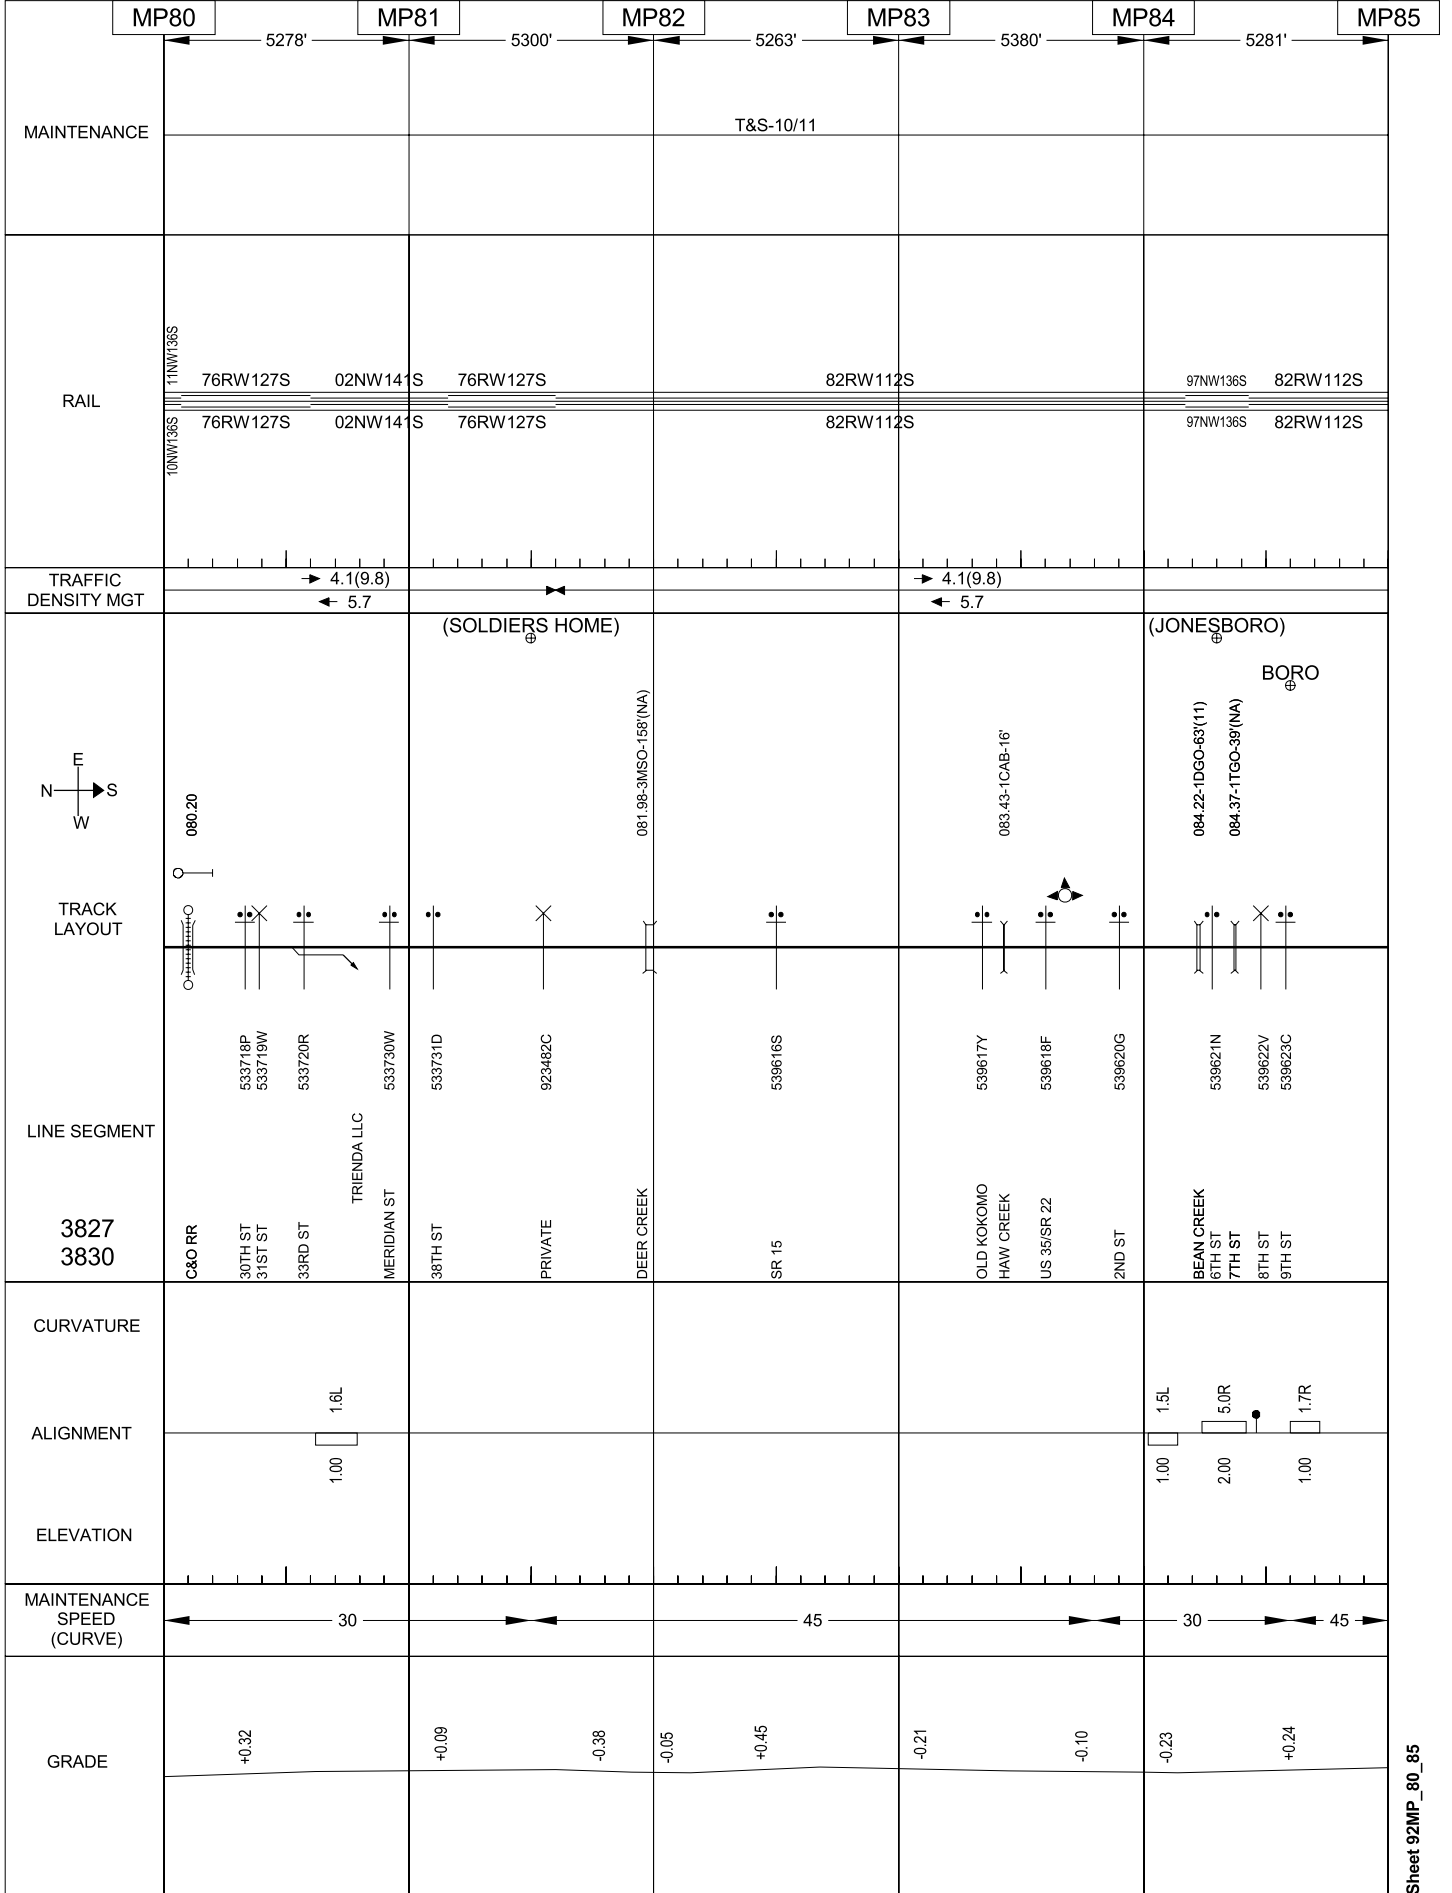 MP80 MP81 MP82 MP83 MP84 MP85
5278' 5300' 5263' 5380' 5281'
MAINTENANCE
T&S-10/11
RAIL
11NW136S
76RW127S 02NW141S 76RW127S 82RW112S 97NW136S 82RW112S
76RW127S 02NW141S 76RW127S 82RW112S 97NW136S 82RW112S
10NW136S
TRAFFIC
DENSITY MGT
4.1(9.8) 4.1(9.8)
5.7 5.7
(SOLDIERS HOME) (JONESBORO)
BORO
E
N S
W
080.20
081.98-3MSO-158'(NA)
083.43-1CAB-16'
084.22-1DGO-63'(11)
084.37-1TGO-39'(NA)
TRACK
LAYOUT
533718P
533719W
533720R
533730W
533731D
923482C
539616S
539617Y
539618F
539620G
539621N
539622V
539623C
LINE SEGMENT
3827
3830
C&O RR
30TH ST
31ST ST
33RD ST
TRIENDA LLC
MERIDIAN ST
38TH ST
PRIVATE
DEER CREEK
SR 15
OLD KOKOMO
HAW CREEK
US 35/SR 22
2ND ST
BEAN CREEK
6TH ST
7TH ST
8TH ST
9TH ST
CURVATURE
1.6L 1.5L 5.0R 1.7R
ALIGNMENT
1.00 1.00 2.00 1.00
ELEVATION
MAINTENANCE
SPEED
(CURVE)
30 45 30 45
GRADE
+0.32 +0.09 -0.38 -0.05 +0.45 -0.21 -0.10 -0.23 +0.24
Sheet 92MP_80_85